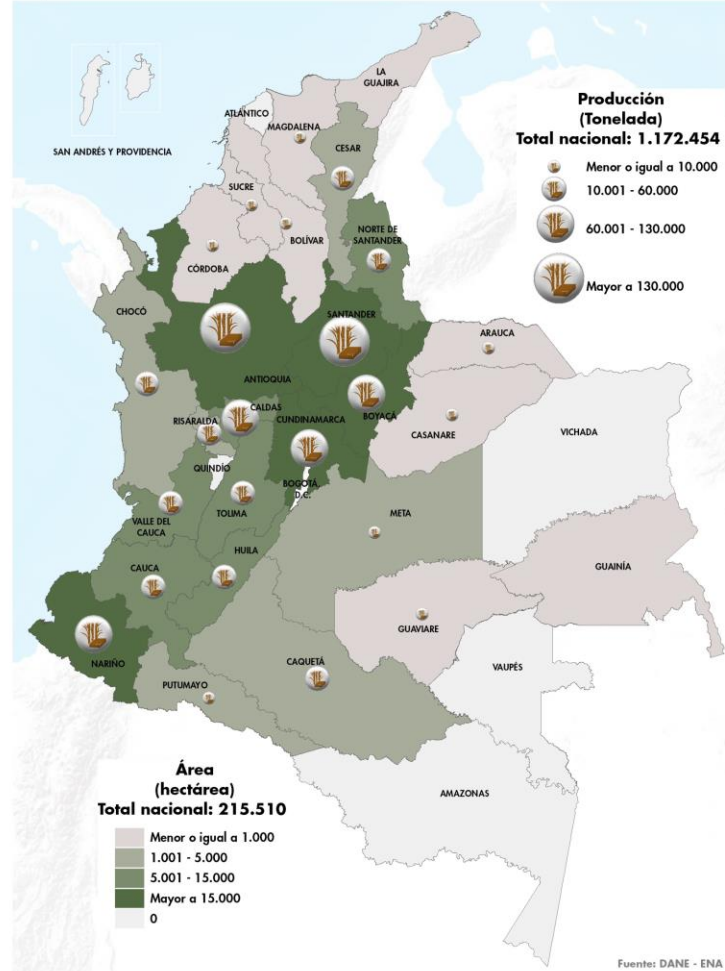 LA
GUAJIRA
ATLÁNTICO
MAGDALENA
CESAR
SAN ANDRÉS Y PROVIDENCIA
SUCRE
BOLÍVAR
NORTE DE
SANTANDER
CÓRDOBA
CHOCÓ
SANTANDER
ARAUCA
ANTIOQUIA
BOYACÁ
CALDAS
RISARALDA
CUNDINAMARCA
CASANARE
VICHADA
QUINDÍO
BOGOTÁ,
D.C.
TOLIMA
VALLE DEL
CAUCA
META
HUILA
CAUCA
GUAINÍA
GUAVIARE
NARIÑO
CAQUETÁ
VAUPÉS
PUTUMAYO
AMAZONAS
Producción
(Tonelada)
Total nacional: 1.172.454
Menor o igual a 10.000
10.001 - 60.000
60.001 - 130.000
Mayor a 130.000
Área
(hectárea)
Total nacional: 215.510
Menor o igual a 1.000
1.001 - 5.000
5.001 - 15.000
Mayor a 15.000
0
Fuente: DANE - ENA